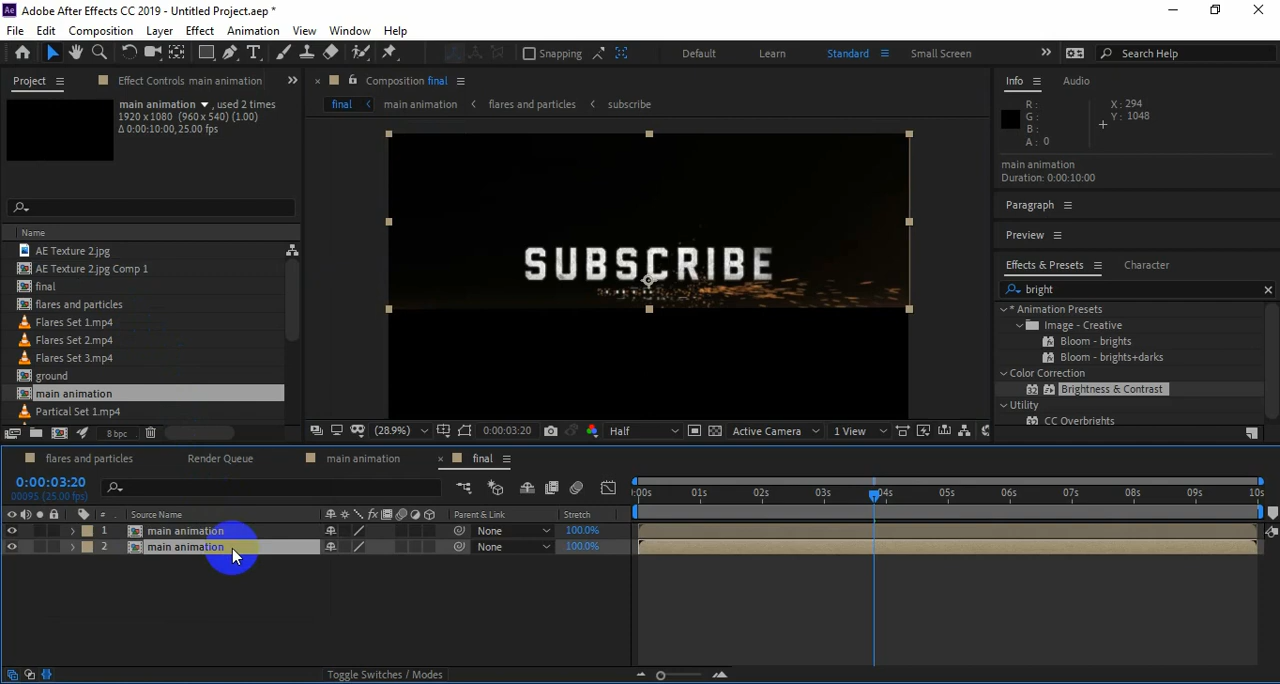 Adobe After Effects CC 2019 - Untitled Project.aep *
File Edit Composition Layer Effect Animation View Window Help
Snapping Default Learn Standard Small Screen Search Help
Project Effect Controls main animation
main animation , used 2 times
1920 x 1080 (960 x 540) (1.00)
Δ 0:00:10:00, 25.00 fps
Name
AE Texture 2.jpg
AE Texture 2.jpg Comp 1
final
flares and particles
Flares Set 1.mp4
Flares Set 2.mp4
Flares Set 3.mp4
ground
main animation
Partical Set 1.mp4
8 bpc
Composition final
final main animation flares and particles subscribe
SUBSCRIBE
(28.9%) 0:00:03:20 Half Active Camera 1 View
Info Audio
R :
G :
B :
A : 0
X : 294
Y : 1048
main animation
Duration: 0:00:10:00
Paragraph
Preview
Effects & Presets Character
bright
* Animation Presets
Image - Creative
Bloom - brights
Bloom - brights+darks
Color Correction
Brightness & Contrast
Utility
CC Overbrights
flares and particles Render Queue main animation final
0:00:03:20
00095 (25.00 fps)
# Source Name fx Parent & Link Stretch
1 main animation None 100.0%
2 main animation None 100.0%
:00s 01s 02s 03s 04s 05s 06s 07s 08s 09s 10s
Toggle Switches / Modes